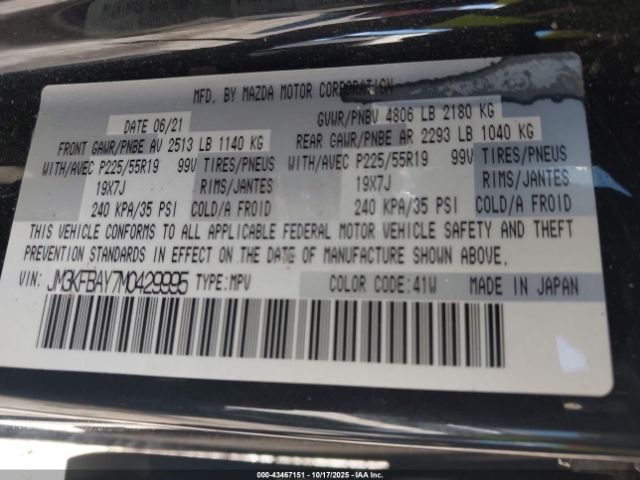 MFD. BY MAZDA MOTOR CORPORATION
DATE 06/21 GVWR/PNBV 4806 LB 2180 KG
FRONT GAWR/PNBE AV 2513 LB 1140 KG REAR GAWR/PNBE AR 2293 LB 1040 KG
WITH/AVEC P225/55R19 99V TIRES/PNEUS WITH/AVEC P225/55R19 99V TIRES/PNEUS
19X7J RIMS/JANTES 19X7J RIMS/JANTES
240 KPA/35 PSI COLD/A FROID 240 KPA/35 PSI COLD/A FROID
THIS VEHICLE CONFORMS TO ALL APPLICABLE FEDERAL MOTOR VEHICLE SAFETY AND THEFT
PREVENTION STANDARDS IN EFFECT ON THE DATE OF MANUFACTURE SHOWN ABOVE.
VIN: JM3KFBAY7M0429995 TYPE:MPV COLOR CODE:41W MADE IN JAPAN
000-43467151 - 10/17/2025 - www.iaai.com